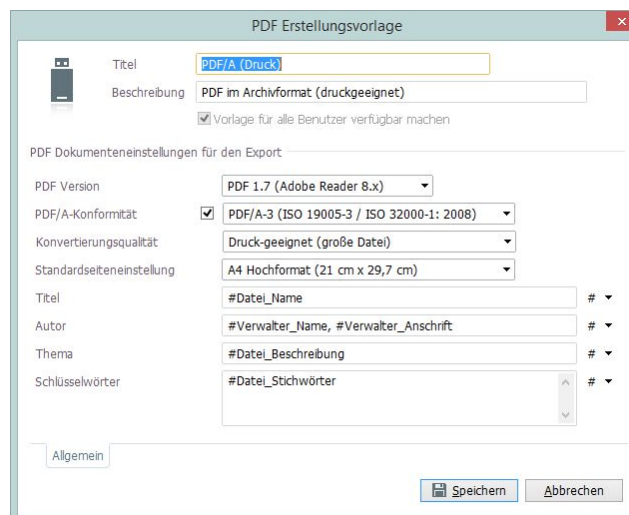 PDF Erstellungsvorlage
Titel PDF/A (Druck)
Beschreibung PDF im Archivformat (druckgeeignet)
Vorlage für alle Benutzer verfügbar machen
PDF Dokumenteneinstellungen für den Export
PDF Version PDF 1.7 (Adobe Reader 8.x)
PDF/A-Konformität PDF/A-3 (ISO 19005-3 / ISO 32000-1: 2008)
Konvertierungsqualität Druck-geeignet (große Datei)
Standardseiteneinstellung A4 Hochformat (21 cm x 29,7 cm)
Titel #Datei_Name #
Autor #Verwalter_Name, #Verwalter_Anschrift #
Thema #Datei_Beschreibung #
Schlüsselwörter #Datei_Stichwörter #
Allgemein
Speichern Abbrechen